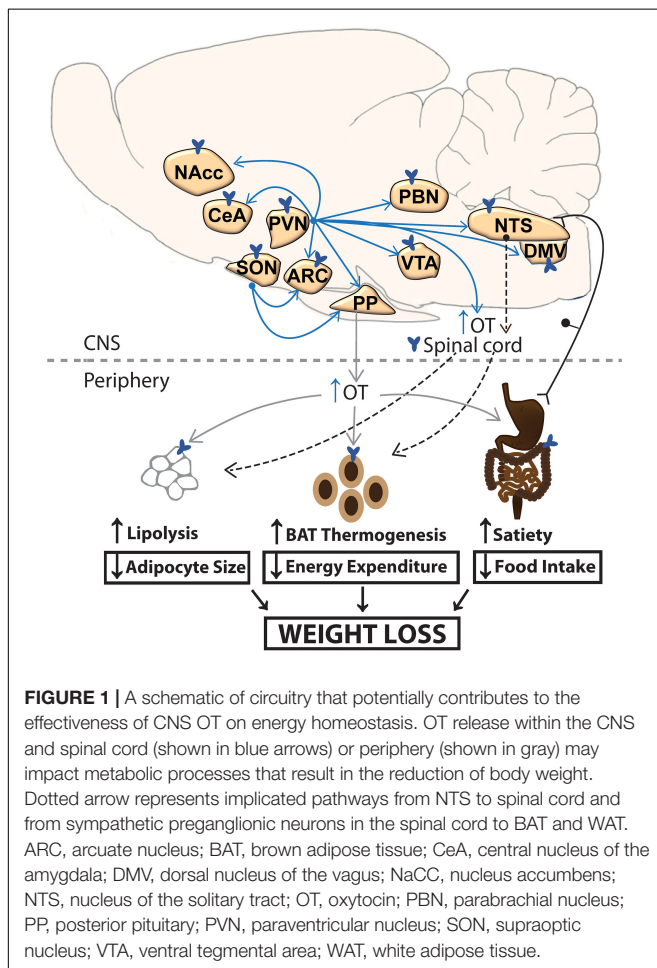 NAcc
CeA
PVN
PBN
NTS
DMV
SON
ARC
VTA
PP
↑OT
Spinal cord
CNS
Periphery
↑OT
↑ Lipolysis
↑ BAT Thermogenesis
↑ Satiety
↓ Adipocyte Size
↓ Energy Expenditure
↓ Food Intake
WEIGHT LOSS
FIGURE 1 | A schematic of circuitry that potentially contributes to the
effectiveness of CNS OT on energy homeostasis. OT release within the CNS
and spinal cord (shown in blue arrows) or periphery (shown in gray) may
impact metabolic processes that result in the reduction of body weight.
Dotted arrow represents implicated pathways from NTS to spinal cord and
from sympathetic preganglionic neurons in the spinal cord to BAT and WAT.
ARC, arcuate nucleus; BAT, brown adipose tissue; CeA, central nucleus of the
amygdala; DMV, dorsal nucleus of the vagus; NaCC, nucleus accumbens;
NTS, nucleus of the solitary tract; OT, oxytocin; PBN, parabrachial nucleus;
PP, posterior pituitary; PVN, paraventricular nucleus; SON, supraoptic
nucleus; VTA, ventral tegmental area; WAT, white adipose tissue.